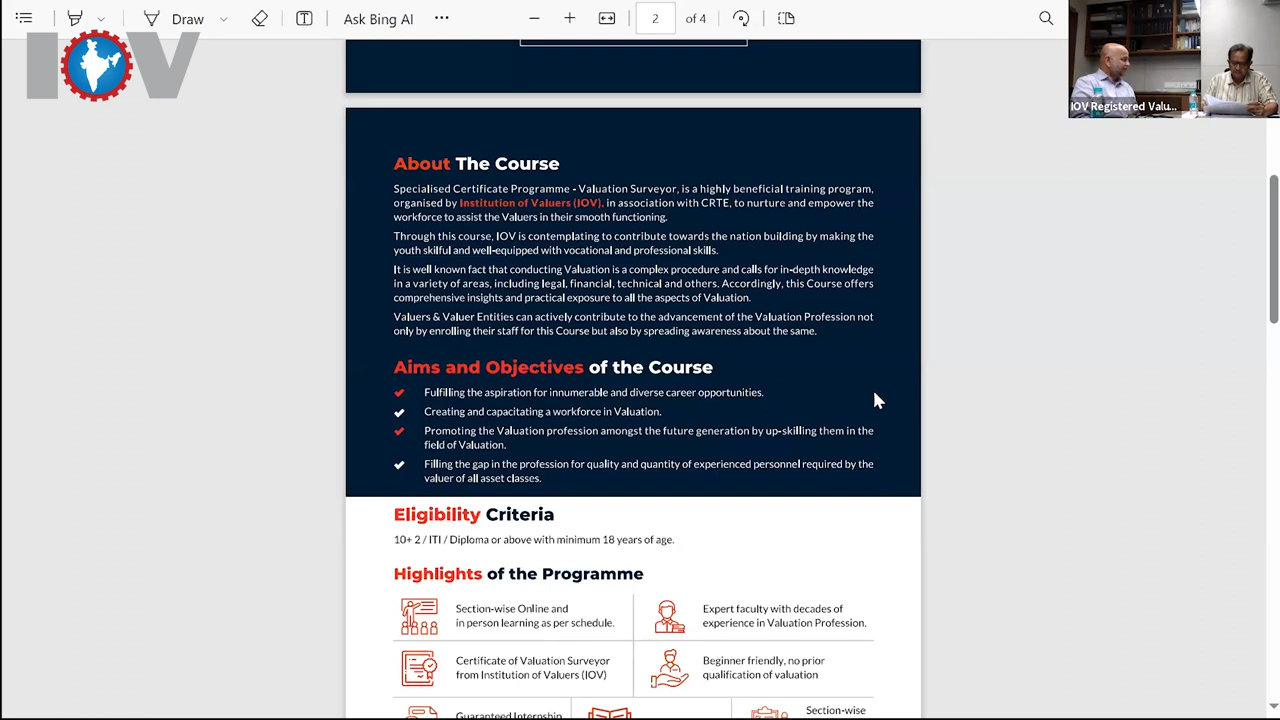 Draw
Ask Bing AI
2 of 4
IOV
IOV Registered Valu...
About The Course
Specialised Certificate Programme - Valuation Surveyor, is a highly beneficial training program,
organised by Institution of Valuers (IOV), in association with CRTE, to nurture and empower the
workforce to assist the Valuers in their smooth functioning.
Through this course, IOV is contemplating to contribute towards the nation building by making the
youth skilful and well-equipped with vocational and professional skills.
It is well known fact that conducting Valuation is a complex procedure and calls for in-depth knowledge
in a variety of areas, including legal, financial, technical and others. Accordingly, this Course offers
comprehensive insights and practical exposure to all the aspects of Valuation.
Valuers & Valuer Entities can actively contribute to the advancement of the Valuation Profession not
only by enrolling their staff for this Course but also by spreading awareness about the same.
Aims and Objectives of the Course
Fulfilling the aspiration for innumerable and diverse career opportunities.
Creating and capacitating a workforce in Valuation.
Promoting the Valuation profession amongst the future generation by up-skilling them in the
field of Valuation.
Filling the gap in the profession for quality and quantity of experienced personnel required by the
valuer of all asset classes.
Eligibility Criteria
10+ 2 / ITI / Diploma or above with minimum 18 years of age.
Highlights of the Programme
Section-wise Online and
in person learning as per schedule.
Expert faculty with decades of
experience in Valuation Profession.
Certificate of Valuation Surveyor
from Institution of Valuers (IOV)
Beginner friendly, no prior
qualification of valuation
Guaranteed Internship
Section-wise